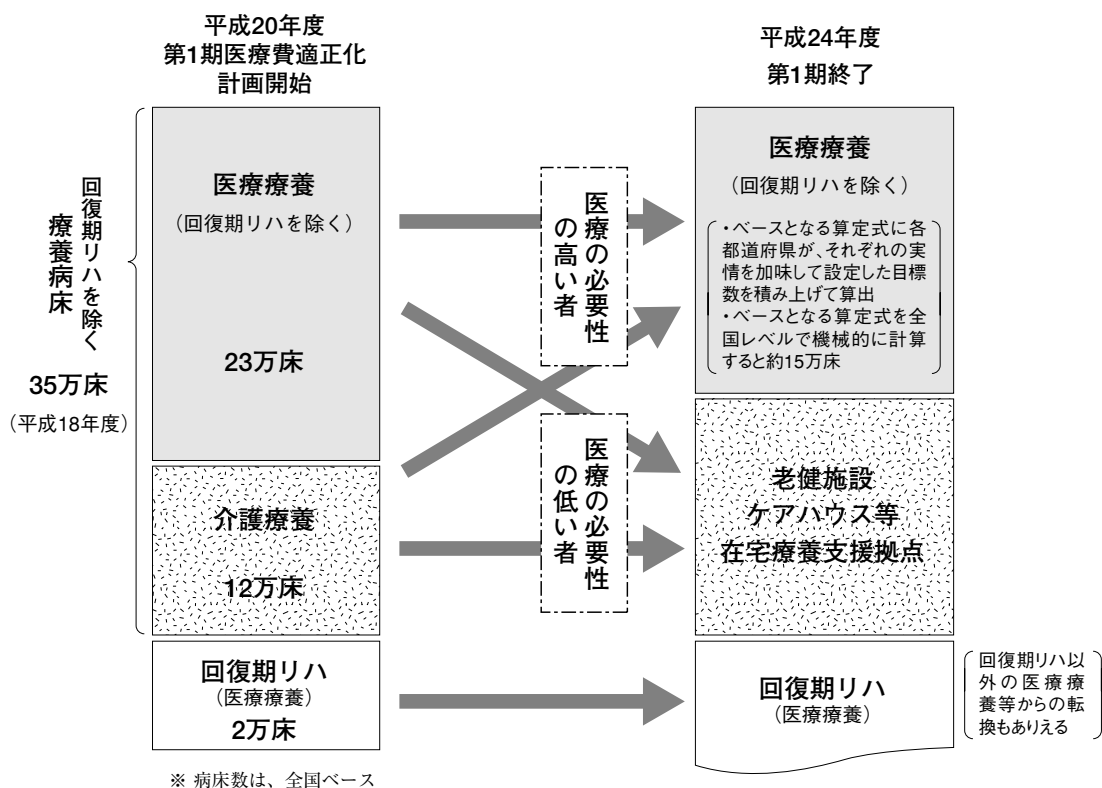 平成20年度
第1期医療費適正化
計画開始
平成24年度
第1期終了
回復期リハを除く
療養病床
35万床
(平成18年度)
医療療養
(回復期リハを除く)
23万床
介護療養
12万床
回復期リハ
(医療療養)
2万床
※ 病床数は、全国ベース
医療の必要性
の高い者
医療の必要性
の低い者
医療療養
(回復期リハを除く)
・ベースとなる算定式に各
都道府県が、それぞれの実
情を加味して設定した目標
数を積み上げて算出
・ベースとなる算定式を全
国レベルで機械的に計算
すると約15万床
老健施設
ケアハウス等
在宅療養支援拠点
回復期リハ
(医療療養)
回復期リハ以
外の医療療
養等からの転
換もありえる